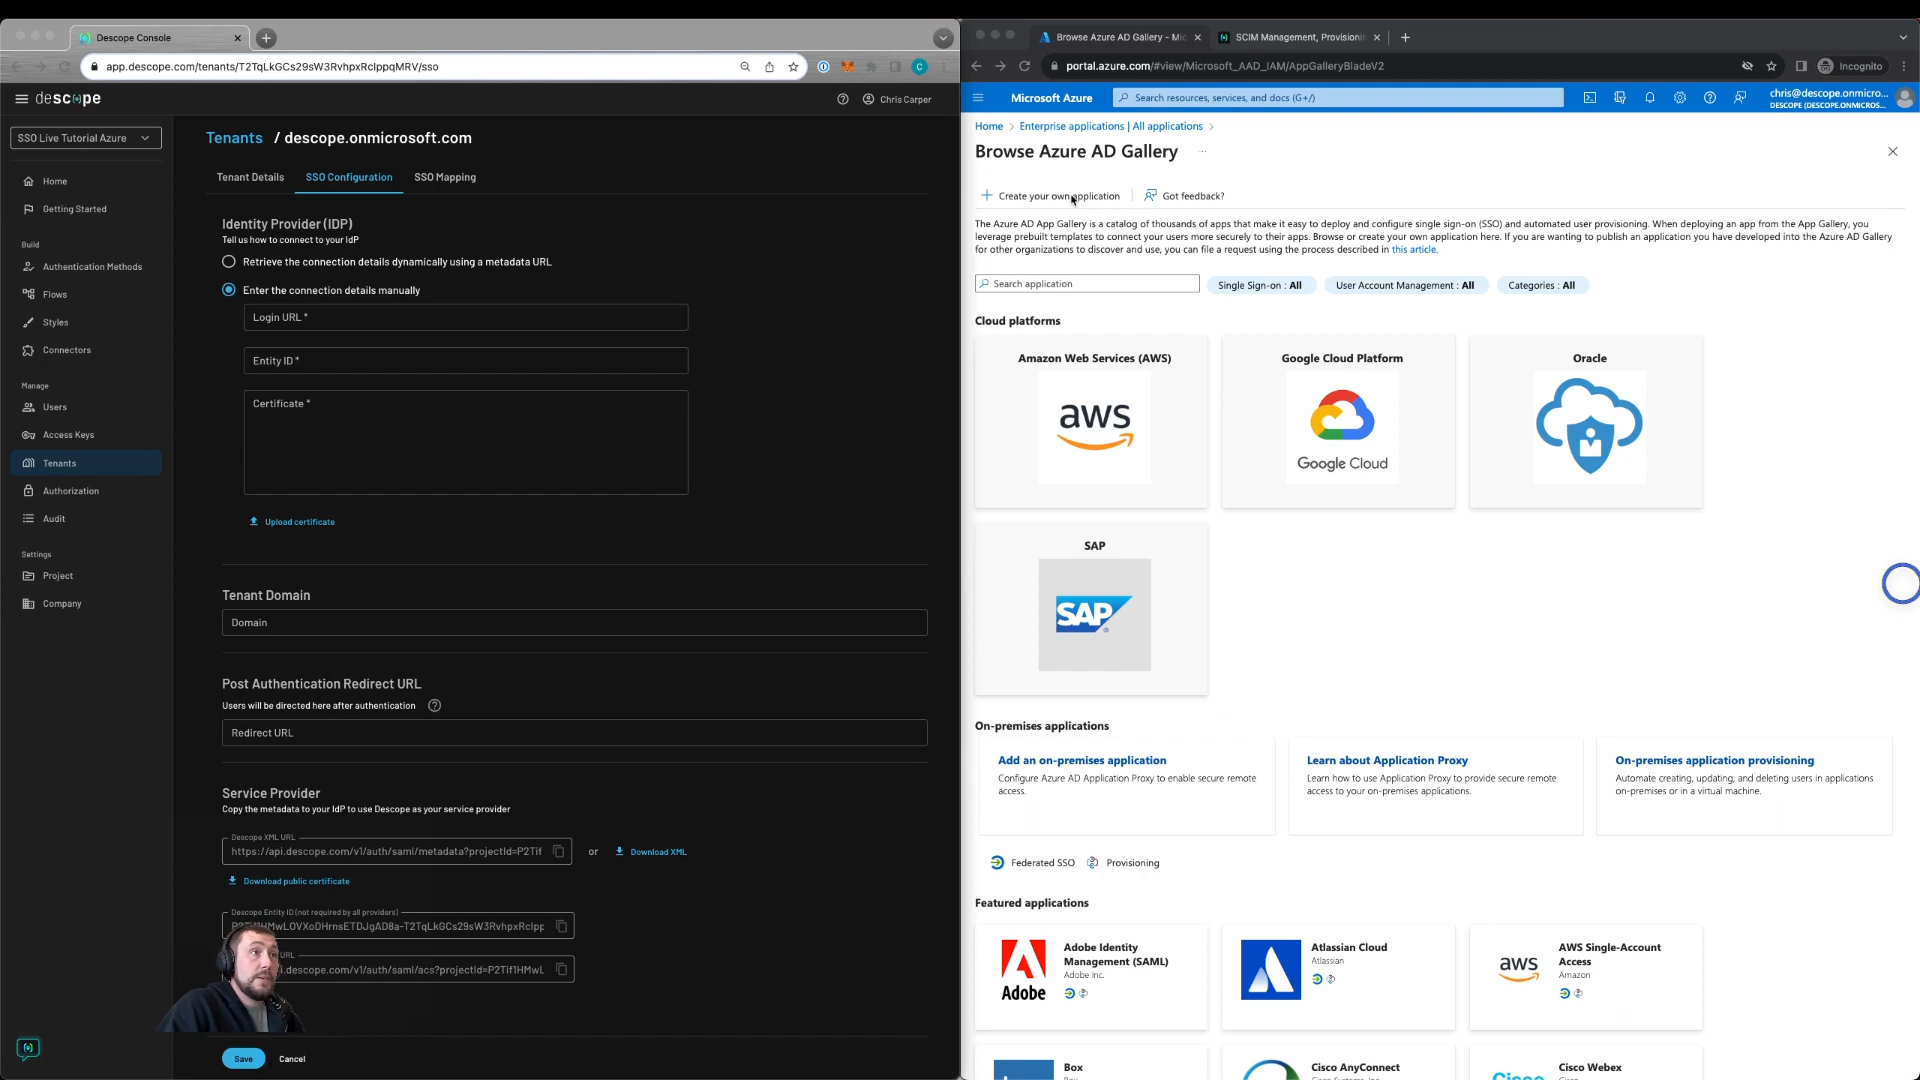 Descope Console
app.descope.com/tenants/T2TqLkGCs29sW3RvhpxRclppqMRV/sso
descope
Chris Carper
SSO Live Tutorial Azure
Home
Getting Started
Build
Authentication Methods
Flows
Styles
Connectors
Manage
Users
Access Keys
Tenants
Authorization
Audit
Settings
Project
Company
Tenants / descope.onmicrosoft.com
Tenant Details
SSO Configuration
SSO Mapping
Identity Provider (IDP)
Tell us how to connect to your IdP
Retrieve the connection details dynamically using a metadata URL
Enter the connection details manually
Login URL *
Entity ID *
Certificate *
Upload certificate
Tenant Domain
Domain
Post Authentication Redirect URL
Users will be directed here after authentication
Redirect URL
Service Provider
Copy the metadata to your IdP to use Descope as your service provider
Descope XML URL
https://api.descope.com/v1/auth/saml/metadata?projectId=P2Tif
or
Download XML
Download public certificate
Descope Entity ID (not required by all providers)
HMwLOVXoDHrnsETDJgAD8a-T2TqLkGCs29sW3RvhpxRclpp
URL
i.descope.com/v1/auth/saml/acs?projectId=P2Tif1HMwL
Save
Cancel
Browse Azure AD Gallery - Mic
SCIM Management, Provisionin
portal.azure.com/#view/Microsoft_AAD_IAM/AppGalleryBladeV2
Incognito
Microsoft Azure
Search resources, services, and docs (G+/)
chris@descope.onmicro...
DESCOPE (DESCOPE.ONMICROS...
Home > Enterprise applications | All applications >
Browse Azure AD Gallery ...
Create your own application
Got feedback?
The Azure AD App Gallery is a catalog of thousands of apps that make it easy to deploy and configure single sign-on (SSO) and automated user provisioning. When deploying an app from the App Gallery, you
leverage prebuilt templates to connect your users more securely to their apps. Browse or create your own application here. If you are wanting to publish an application you have developed into the Azure AD Gallery
for other organizations to discover and use, you can file a request using the process described in this article.
Search application
Single Sign-on : All
User Account Management : All
Categories : All
Cloud platforms
Amazon Web Services (AWS)
aws
Google Cloud Platform
Google Cloud
Oracle
SAP
SAP
On-premises applications
Add an on-premises application
Configure Azure AD Application Proxy to enable secure remote
access.
Learn about Application Proxy
Learn how to use Application Proxy to provide secure remote
access to your on-premises applications.
On-premises application provisioning
Automate creating, updating, and deleting users in applications
on-premises or in a virtual machine.
Federated SSO
Provisioning
Featured applications
Adobe
Adobe Identity
Management (SAML)
Adobe Inc.
Atlassian Cloud
Atlassian
aws
AWS Single-Account
Access
Amazon
Box
Cisco AnyConnect
Cisco Webex